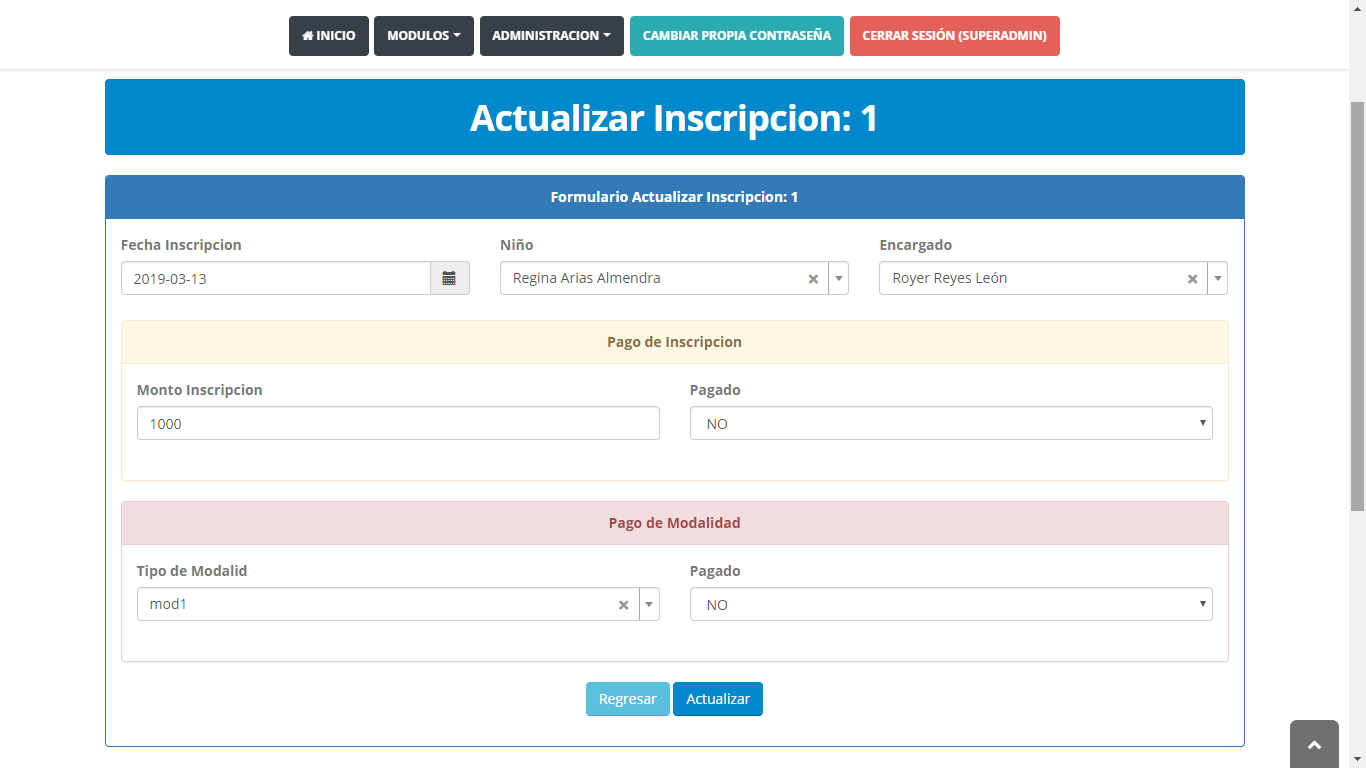 INICIO MODULOS ADMINISTRACION CAMBIAR PROPIA CONTRASEÑA CERRAR SESIÓN (SUPERADMIN)
Actualizar Inscripcion: 1
Formulario Actualizar Inscripcion: 1
Fecha Inscripcion Niño Encargado
2019-03-13 Regina Arias Almendra Royer Reyes León
Pago de Inscripcion
Monto Inscripcion Pagado
1000 NO
Pago de Modalidad
Tipo de Modalid Pagado
mod1 NO
Regresar Actualizar